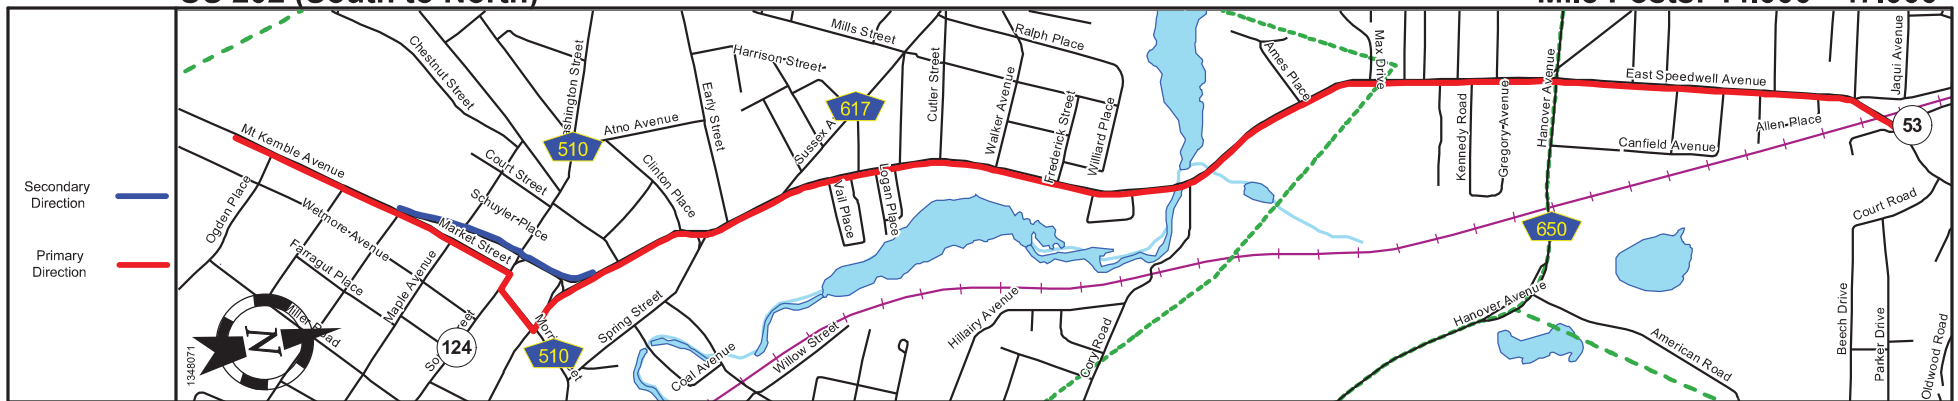 Secondary
Direction
Primary
Direction
1348071
N
Mt Kemble Avenue
Ogden Place
Wetmore Avenue
Farragut Place
Miller Road
Maple Avenue
Market Street
Schuyler Place
Court Street
Chestnut Street
510
Atno Avenue
Clinton Place
Early Street
Harrison Street
Mills Street
617
Vail Place
Logan Place
Cutler Street
Ralph Place
Walker Avenue
Frederick Street
Williard Place
Ames Place
Max Drive
Kennedy Road
Gregory Avenue
Hanover Avenue
East Speedwell Avenue
Canfield Avenue
Allen Place
Jaqui Avenue
53
Court Road
650
Hanover Avenue
American Road
Beech Drive
Parker Drive
Oldwood Road
124
510
Spring Street
Coal Avenue
Willow Street
Hillairy Avenue
Cory Road